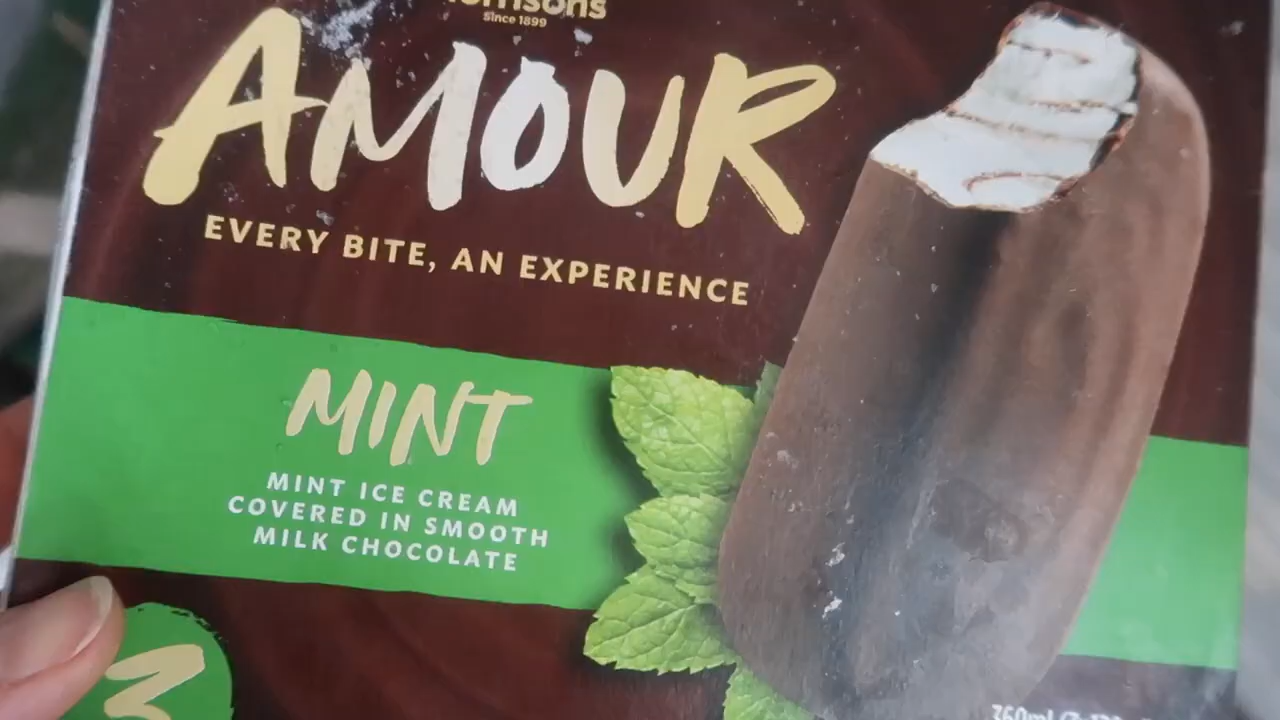 Since 1899
AMOUR
EVERY BITE, AN EXPERIENCE
MINT
MINT ICE CREAM
COVERED IN SMOOTH
MILK CHOCOLATE
3